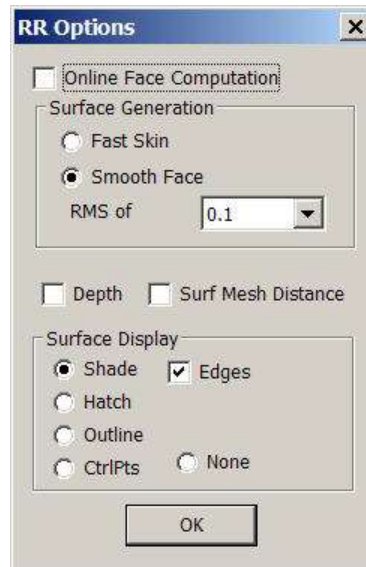 RR Options
Online Face Computation
Surface Generation
Fast Skin
Smooth Face
RMS of 0.1
Depth Surf Mesh Distance
Surface Display
Shade Edges
Hatch
Outline
CtrlPts None
OK